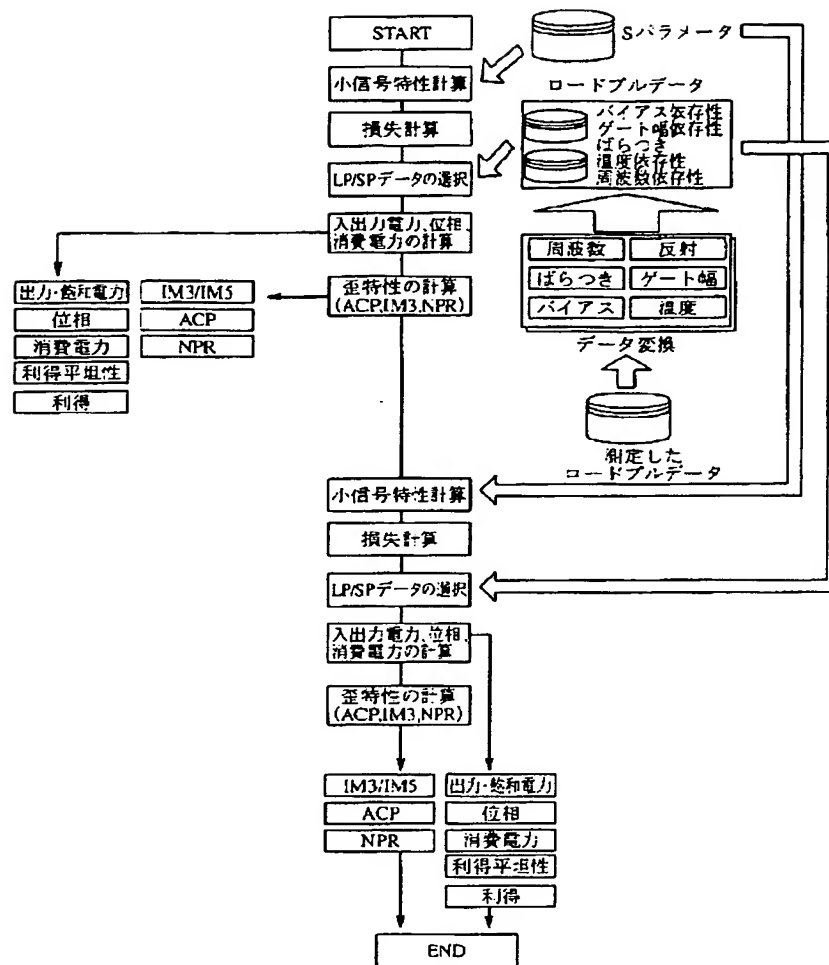 START
Sパラメータ
小信号特性計算
ロードプルデータ
損失計算
バイアス依存性
ゲート幅依存性
ばらつき
温度依存性
周波数依存性
LP/SPデータの選択
入出力電力、位相、
消費電力の計算
周波数
反射
ばらつき
ゲート幅
バイアス
温度
データ変換
歪特性の計算
(ACP,IM3,NPR)
出力・飽和電力
IM3/IM5
位相
ACP
消費電力
NPR
利得平坦性
利得
測定した
ロードプルデータ
小信号特性計算
損失計算
LP/SPデータの選択
入出力電力、位相、
消費電力の計算
歪特性の計算
(ACP,IM3,NPR)
IM3/IM5
出力・飽和電力
ACP
位相
NPR
消費電力
利得平坦性
利得
END